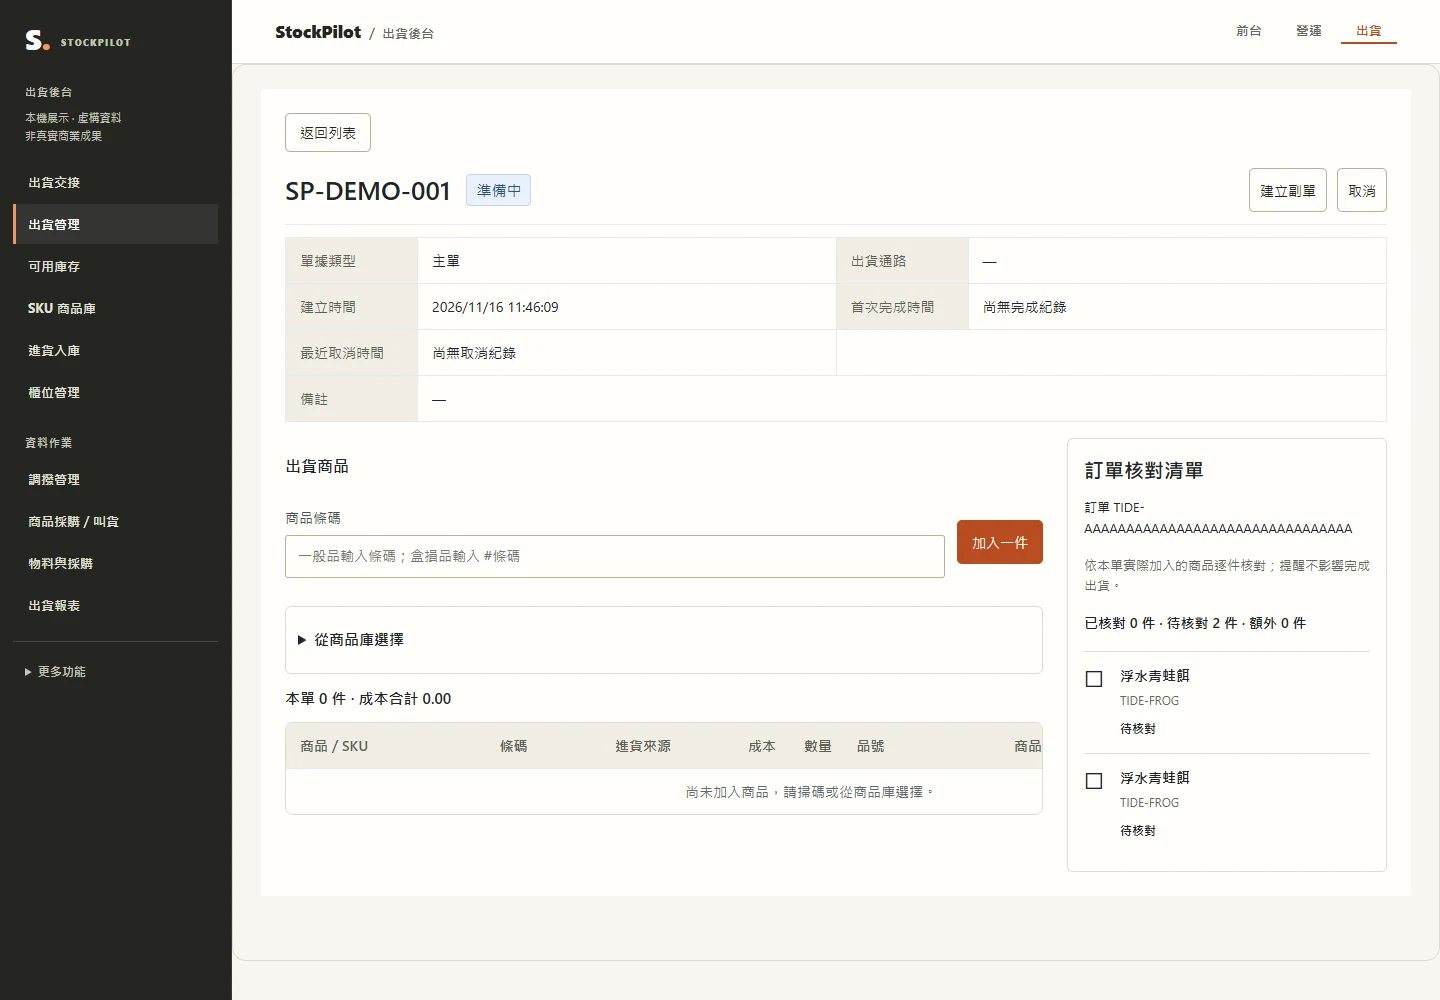 S. STOCKPILOT
出貨後台
本機展示 · 虛構資料
非真實商業成果
出貨交接
出貨管理
可用庫存
SKU 商品庫
進貨入庫
櫃位管理
資料作業
調撥管理
商品採購 / 叫貨
物料與採購
出貨報表
▶ 更多功能
StockPilot / 出貨後台
前台 營運 出貨
返回列表
SP-DEMO-001 準備中
建立副單 取消
單據類型 主單 出貨通路 —
建立時間 2026/11/16 11:46:09 首次完成時間 尚無完成紀錄
最近取消時間 尚無取消紀錄
備註 —
出貨商品
商品條碼
一般品輸入條碼；盒損品輸入 #條碼
加入一件
▶ 從商品庫選擇
本單 0 件 · 成本合計 0.00
商品 / SKU 條碼 進貨來源 成本 數量 品號 商品
尚未加入商品，請掃碼或從商品庫選擇。
訂單核對清單
訂單 TIDE-
AAAAAAAAAAAAAAAAAAAAAAAAAAAAAAAA
依本單實際加入的商品逐件核對；提醒不影響完成
出貨。
已核對 0 件 · 待核對 2 件 · 額外 0 件
浮水青蛙餌
TIDE-FROG
待核對
浮水青蛙餌
TIDE-FROG
待核對